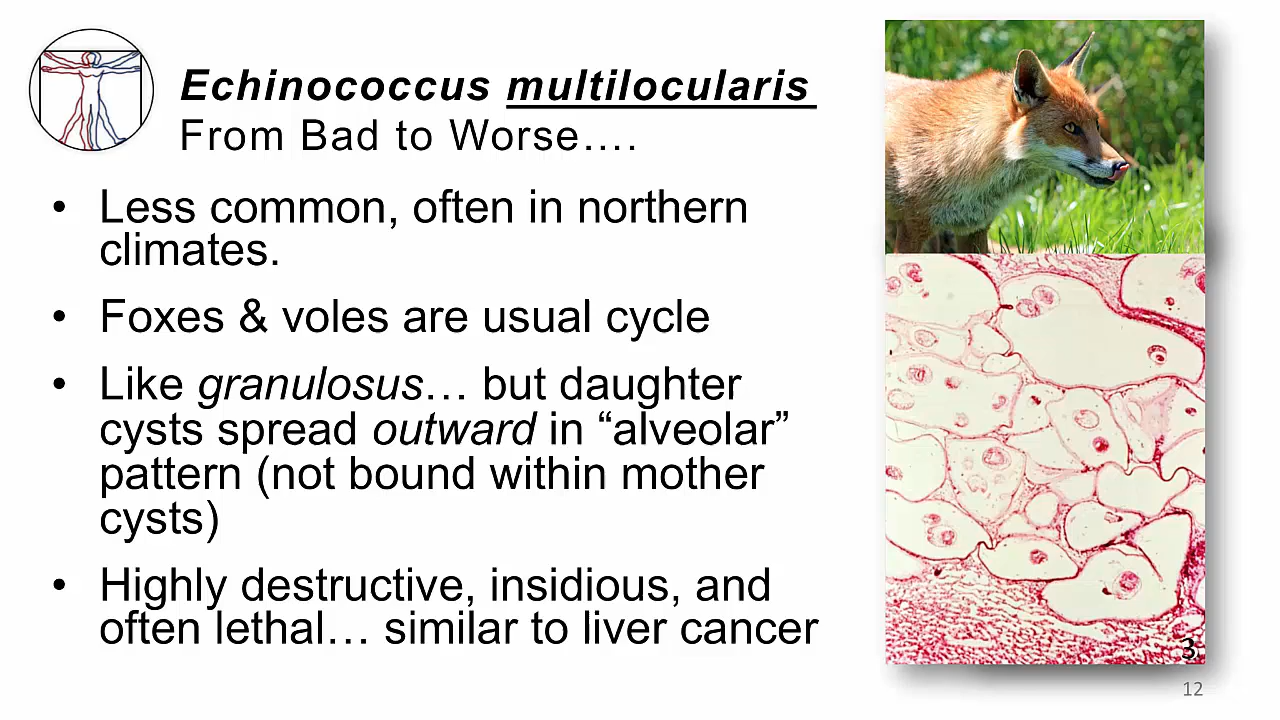 Echinococcus multilocularis
From Bad to Worse….
• Less common, often in northern
climates.
• Foxes & voles are usual cycle
• Like granulosus… but daughter
cysts spread outward in “alveolar”
pattern (not bound within mother
cysts)
• Highly destructive, insidious, and
often lethal… similar to liver cancer
3
12